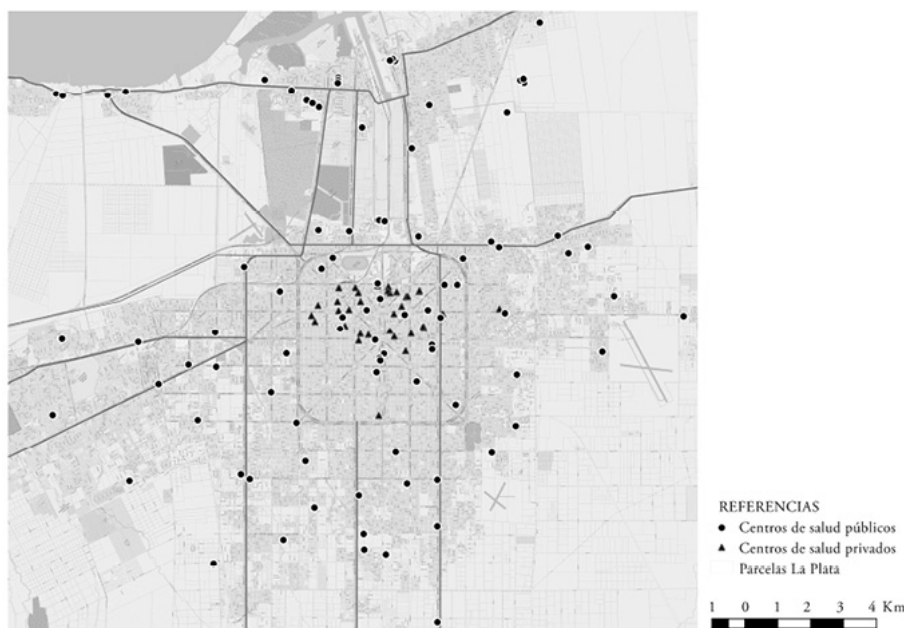 REFERENCIAS
Centros de salud públicos
Centros de salud privados
Parcelas La Plata
1 0 1 2 3 4 Km